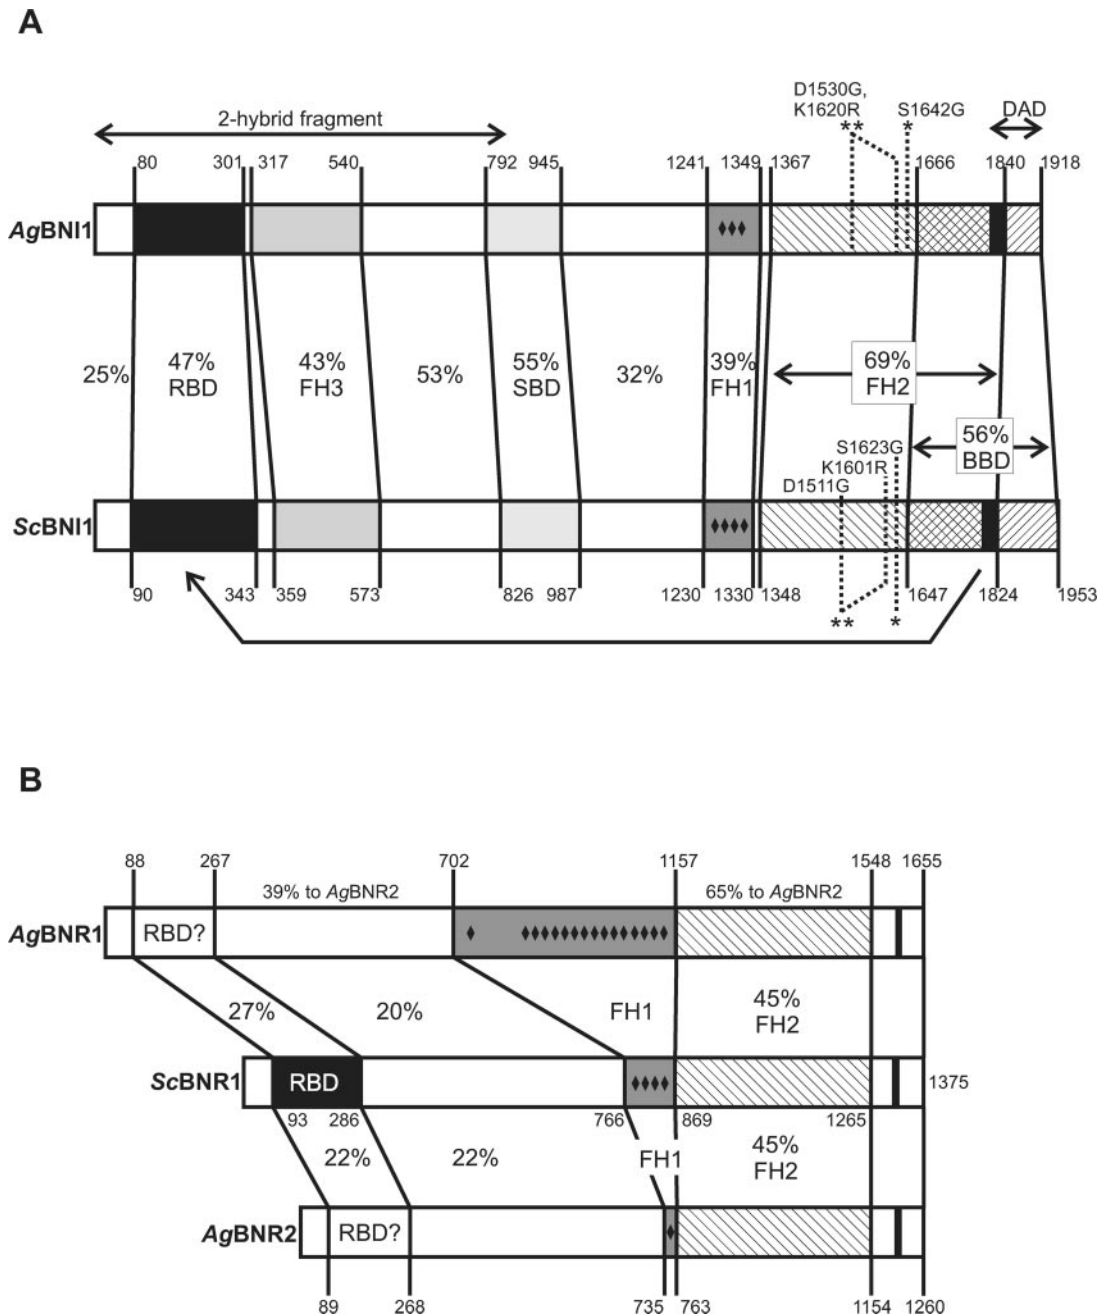 A
D1530G,
K1620R
**
S1642G
*
DAD
2-hybrid fragment
80 301 317 540 792 945 1241 1349 1367 1666 1840 1918
AgBNI1
25%
47%
RBD
43%
FH3
53%
55%
SBD
32%
39%
FH1
69%
FH2
56%
BBD
S1623G
K1601R
D1511G
ScBNI1
90 343 359 573 826 987 1230 1330 1348 1647 1824 1953
** *
B
88 267 702 1157 1548 1655
39% to AgBNR2 65% to AgBNR2
AgBNR1
RBD?
27% 20% FH1
45%
FH2
ScBNR1
RBD
1375
93 286 766 869 1265
22% 22% FH1
45%
FH2
AgBNR2
RBD?
89 268 735 763 1154 1260